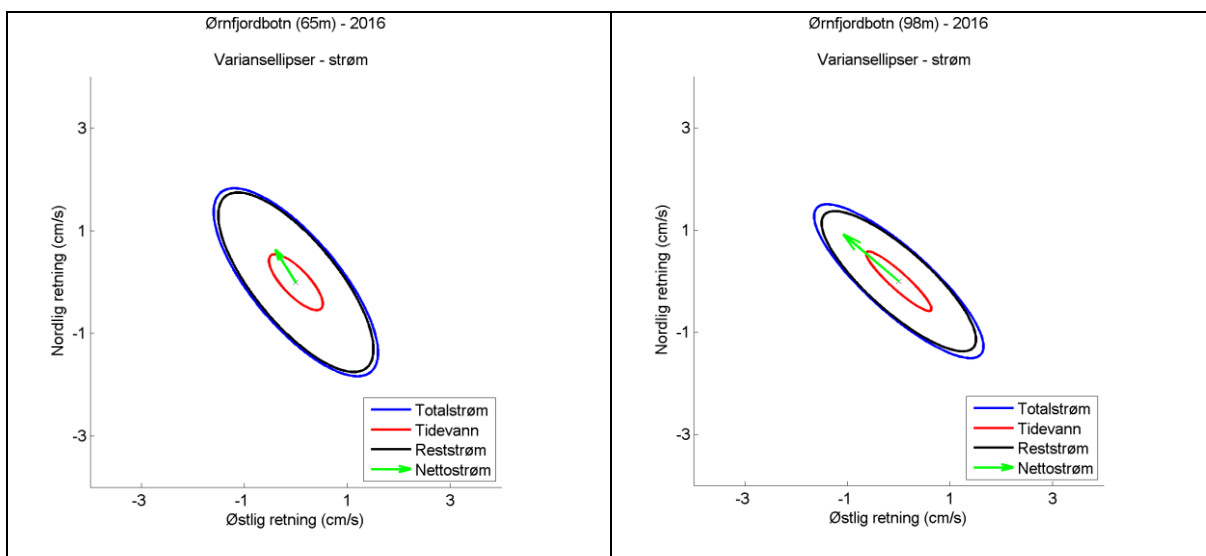 Ørnfjordbotn (65m) - 2016
Variansellipser - strøm
Nordlig retning (cm/s)
3
1
-1
-3
-3
-1
1
3
Østlig retning (cm/s)
Totalstrøm
Tidevann
Reststrøm
Nettostrøm
Ørnfjordbotn (98m) - 2016
Variansellipser - strøm
Nordlig retning (cm/s)
3
1
-1
-3
-3
-1
1
3
Østlig retning (cm/s)
Totalstrøm
Tidevann
Reststrøm
Nettostrøm